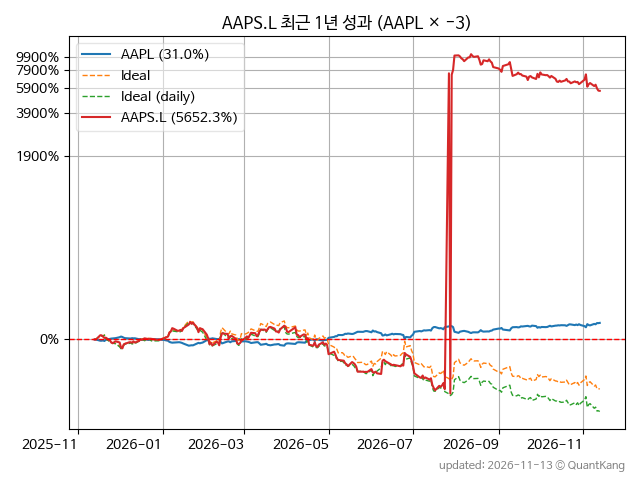 AAPS.L 최근 1년 성과 (AAPL × -3)
AAPL (31.0%)
Ideal
Ideal (daily)
AAPS.L (5652.3%)
9900%
7900%
5900%
3900%
1900%
0%
2025-11 2026-01 2026-03 2026-05 2026-07 2026-09 2026-11
updated: 2026-11-13 © QuantKang